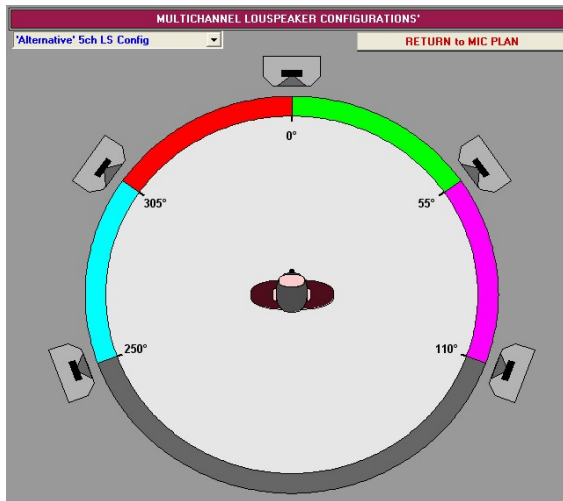 MULTICHANNEL LOUSPEAKER CONFIGURATIONS'
'Alternative' 5ch LS Config
RETURN to MIC PLAN
0°
305°
55°
250°
110°